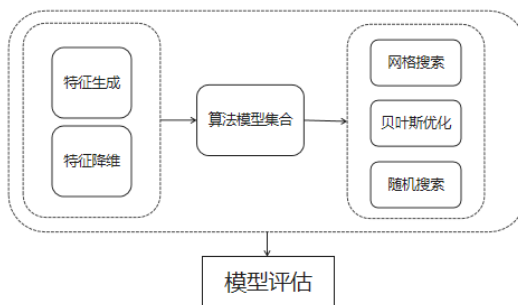 特征生成
特征降维
算法模型集合
网格搜索
贝叶斯优化
随机搜索
模型评估